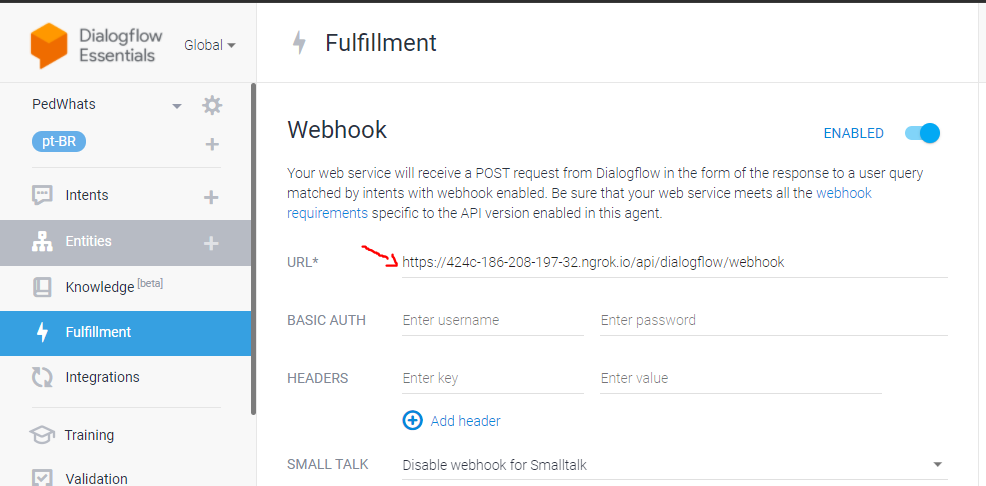 Dialogflow
Essentials
Global
Fulfillment
PedWhats
pt-BR
Intents
Entities
Knowledge [beta]
Fulfillment
Integrations
Training
Validation
Webhook
ENABLED
Your web service will receive a POST request from Dialogflow in the form of the response to a user query
matched by intents with webhook enabled. Be sure that your web service meets all the webhook
requirements specific to the API version enabled in this agent.
URL* https://424c-186-208-197-32.ngrok.io/api/dialogflow/webhook
BASIC AUTH Enter username Enter password
HEADERS Enter key Enter value
Add header
SMALL TALK Disable webhook for Smalltalk